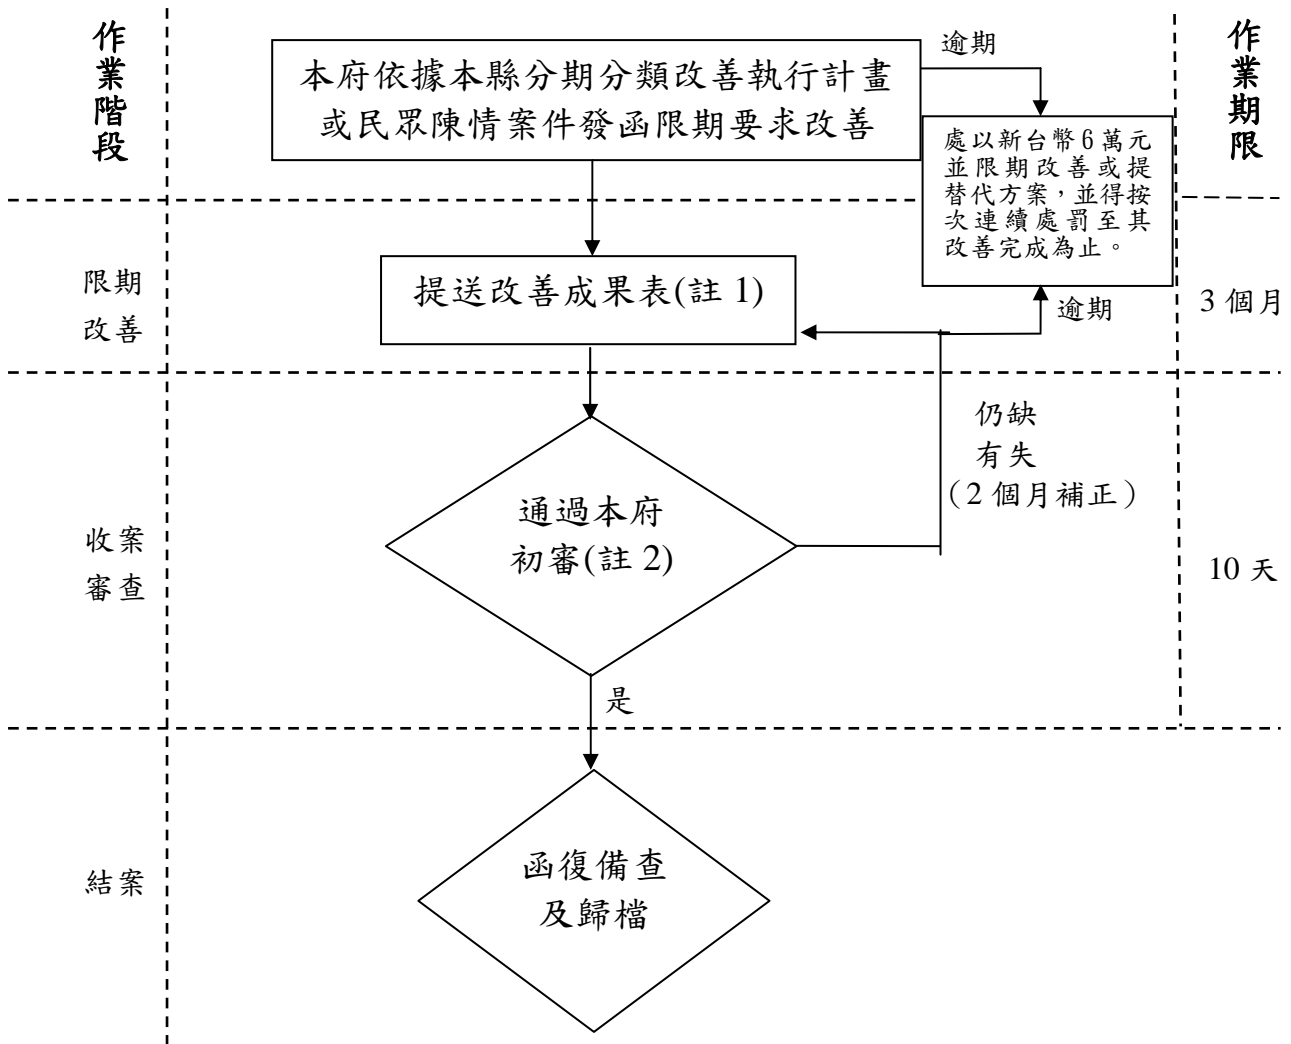 作業階段
作業期限
本府依據本縣分期分類改善執行計畫
或民眾陳情案件發函限期要求改善
逾期
處以新台幣6萬元
並限期改善或提
替代方案，並得按
次連續處罰至其
改善完成為止。
限期
改善
提送改善成果表(註 1)
逾期
3 個月
仍缺
有失
（2 個月補正）
收案
審查
通過本府
初審(註 2)
10 天
是
結案
函復備查
及歸檔